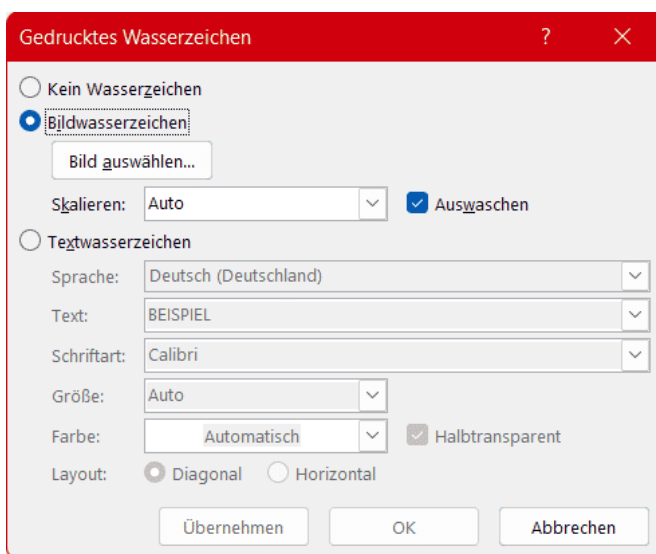 Gedrucktes Wasserzeichen ?
Kein Wasserzeichen
Bildwasserzeichen
Bild auswählen...
Skalieren: Auto Auswaschen
Textwasserzeichen
Sprache: Deutsch (Deutschland)
Text: BEISPIEL
Schriftart: Calibri
Größe: Auto
Farbe: Automatisch Halbtransparent
Layout: Diagonal Horizontal
Übernehmen OK Abbrechen